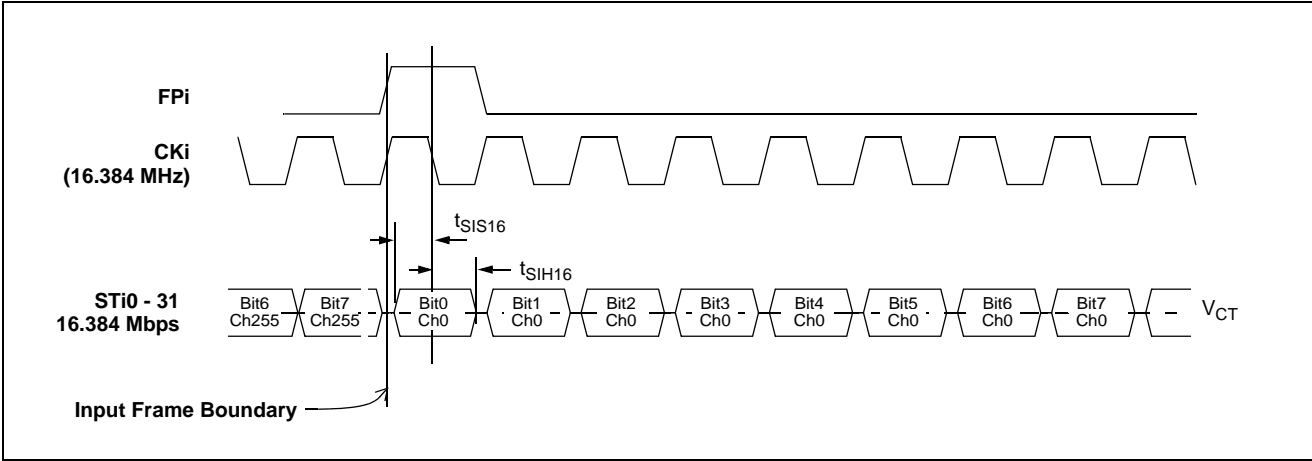 FPi
CKi
(16.384 MHz)
tSIS16
tSIH16
STi0 - 31
16.384 Mbps
Bit6
Ch255
Bit7
Ch255
Bit0
Ch0
Bit1
Ch0
Bit2
Ch0
Bit3
Ch0
Bit4
Ch0
Bit5
Ch0
Bit6
Ch0
Bit7
Ch0
VCT
Input Frame Boundary